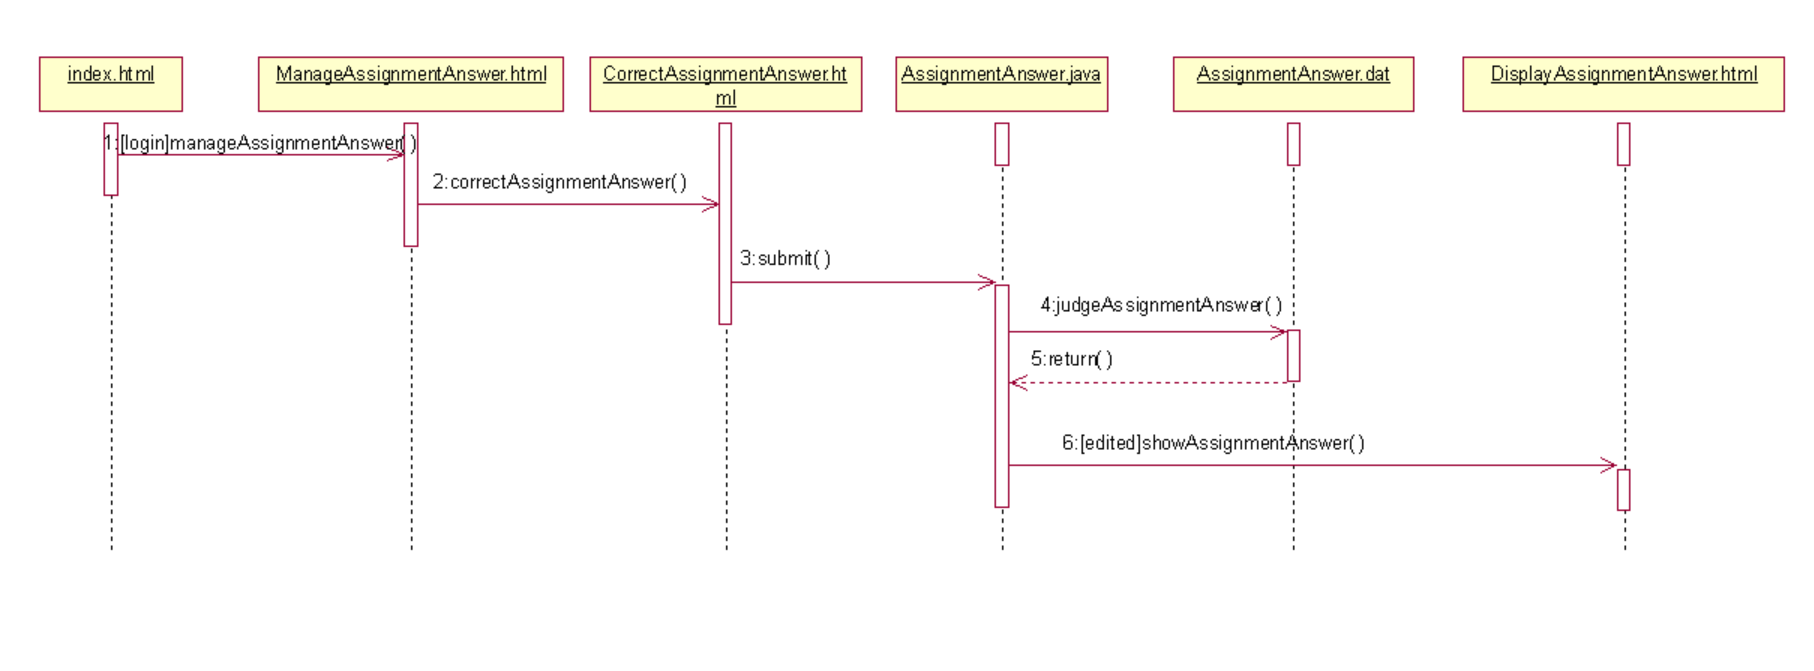 index.html
ManageAssignmentAnswer.html
CorrectAssignmentAnswer.ht
ml
AssignmentAnswer.java
AssignmentAnswer.dat
DisplayAssignmentAnswer.html
1:[login]manageAssignmentAnswer( )
2:correctAssignmentAnswer( )
3:submit( )
4:judgeAssignmentAnswer( )
5:return( )
6:[edited]showAssignmentAnswer( )